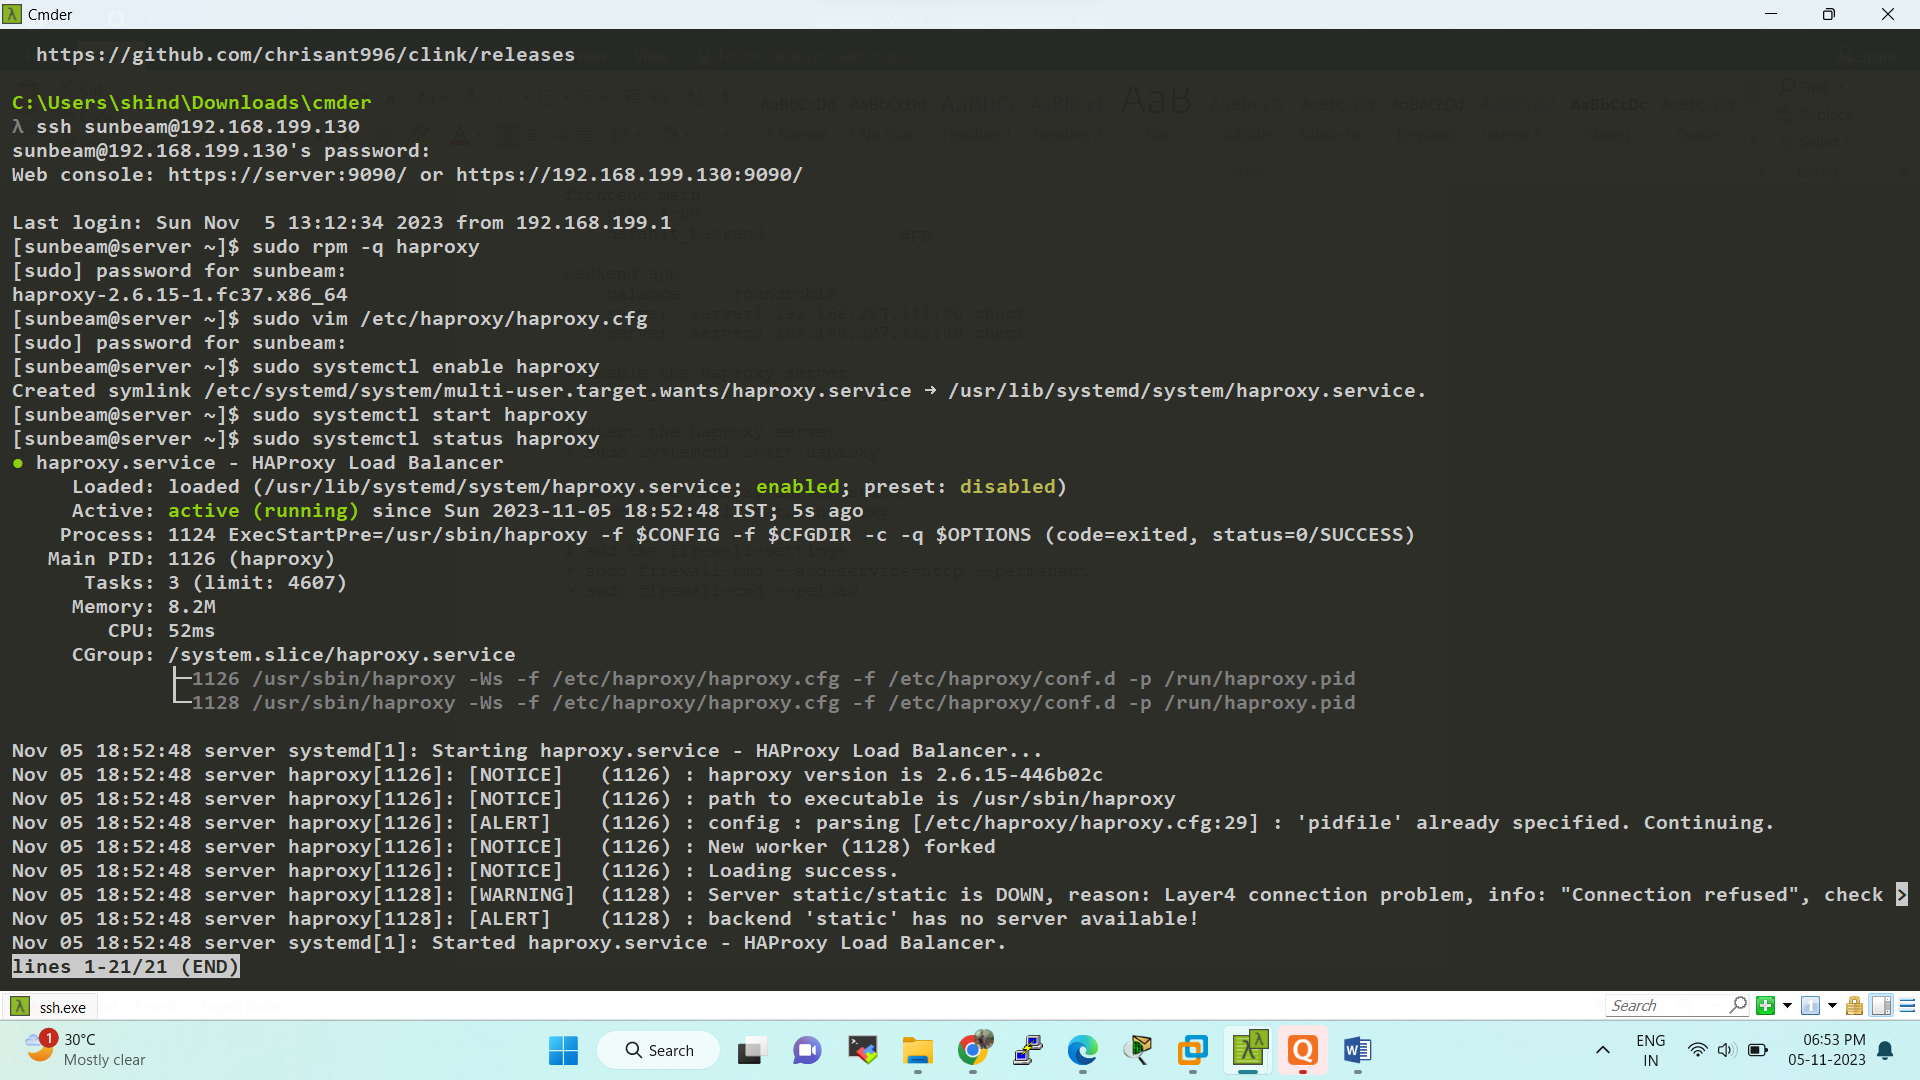 Cmder
https://github.com/chrisant996/clink/releases
C:\Users\shind\Downloads\cmder
λ ssh sunbeam@192.168.199.130
sunbeam@192.168.199.130's password:
Web console: https://server:9090/ or https://192.168.199.130:9090/
Last login: Sun Nov  5 13:12:34 2023 from 192.168.199.1
[sunbeam@server ~]$ sudo rpm -q haproxy
[sudo] password for sunbeam:
haproxy-2.6.15-1.fc37.x86_64
[sunbeam@server ~]$ sudo vim /etc/haproxy/haproxy.cfg
[sudo] password for sunbeam:
[sunbeam@server ~]$ sudo systemctl enable haproxy
Created symlink /etc/systemd/system/multi-user.target.wants/haproxy.service → /usr/lib/systemd/system/haproxy.service.
[sunbeam@server ~]$ sudo systemctl start haproxy
[sunbeam@server ~]$ sudo systemctl status haproxy
● haproxy.service - HAProxy Load Balancer
Loaded: loaded (/usr/lib/systemd/system/haproxy.service; enabled; preset: disabled)
Active: active (running) since Sun 2023-11-05 18:52:48 IST; 5s ago
Process: 1124 ExecStartPre=/usr/sbin/haproxy -f $CONFIG -f $CFGDIR -c -q $OPTIONS (code=exited, status=0/SUCCESS)
Main PID: 1126 (haproxy)
Tasks: 3 (limit: 4607)
Memory: 8.2M
CPU: 52ms
CGroup: /system.slice/haproxy.service
├─1126 /usr/sbin/haproxy -Ws -f /etc/haproxy/haproxy.cfg -f /etc/haproxy/conf.d -p /run/haproxy.pid
└─1128 /usr/sbin/haproxy -Ws -f /etc/haproxy/haproxy.cfg -f /etc/haproxy/conf.d -p /run/haproxy.pid
Nov 05 18:52:48 server systemd[1]: Starting haproxy.service - HAProxy Load Balancer...
Nov 05 18:52:48 server haproxy[1126]: [NOTICE]   (1126) : haproxy version is 2.6.15-446b02c
Nov 05 18:52:48 server haproxy[1126]: [NOTICE]   (1126) : path to executable is /usr/sbin/haproxy
Nov 05 18:52:48 server haproxy[1126]: [ALERT]    (1126) : config : parsing [/etc/haproxy/haproxy.cfg:29] : 'pidfile' already specified. Continuing.
Nov 05 18:52:48 server haproxy[1126]: [NOTICE]   (1126) : New worker (1128) forked
Nov 05 18:52:48 server haproxy[1126]: [NOTICE]   (1126) : Loading success.
Nov 05 18:52:48 server haproxy[1128]: [WARNING]  (1128) : Server static/static is DOWN, reason: Layer4 connection problem, info: "Connection refused", check >
Nov 05 18:52:48 server haproxy[1128]: [ALERT]    (1128) : backend 'static' has no server available!
Nov 05 18:52:48 server systemd[1]: Started haproxy.service - HAProxy Load Balancer.
lines 1-21/21 (END)
ssh.exe
Search
1
30°C
Mostly clear
Search
ENG
IN
06:53 PM
05-11-2023